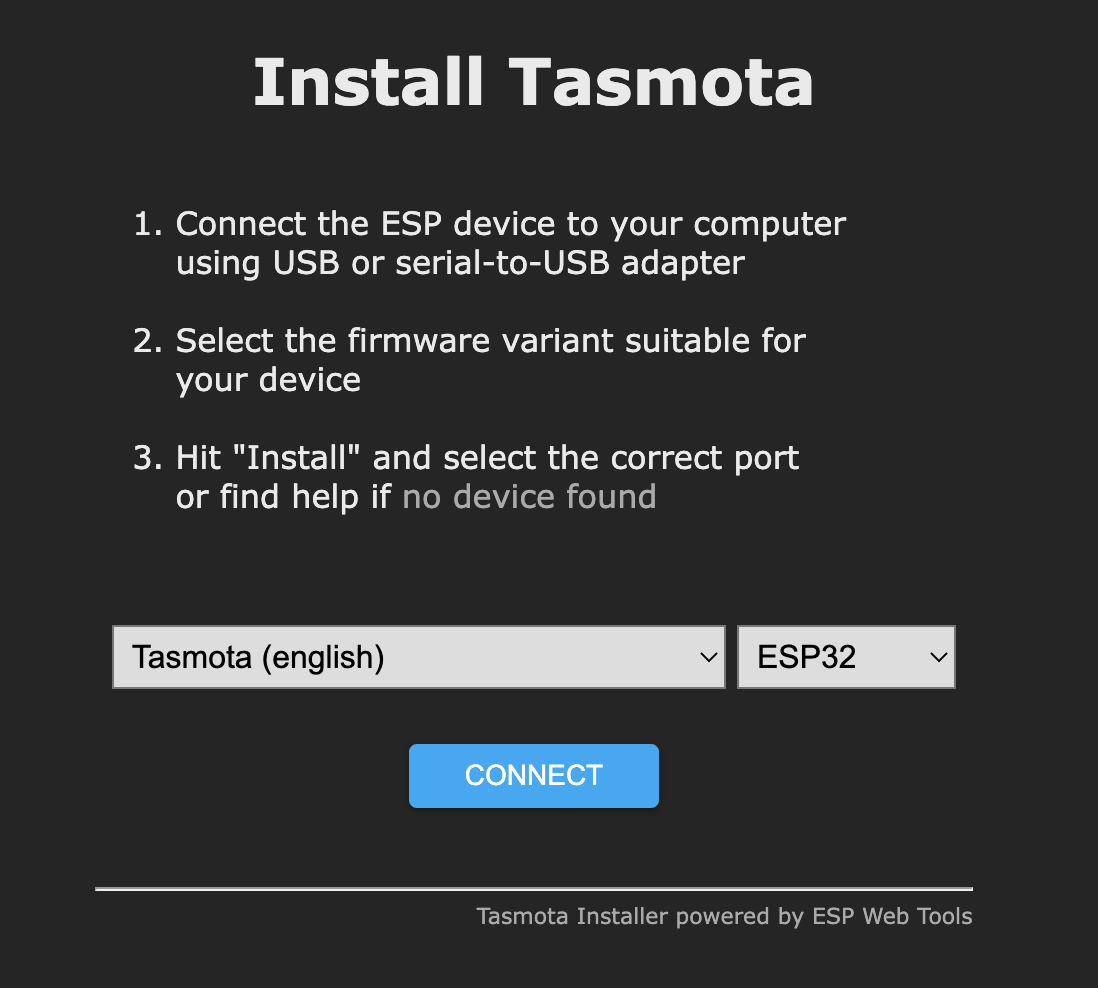 Install Tasmota
1. Connect the ESP device to your computer
using USB or serial-to-USB adapter
2. Select the firmware variant suitable for
your device
3. Hit "Install" and select the correct port
or find help if no device found
Tasmota (english) ESP32
CONNECT
Tasmota Installer powered by ESP Web Tools